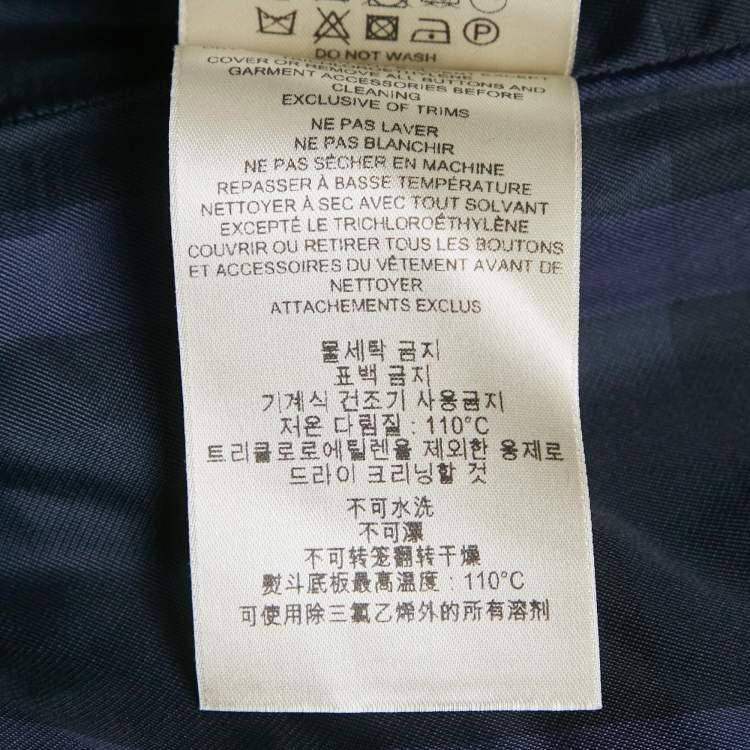 DO NOT WASH
COVER OR REMOVE ALL BUTTONS AND
GARMENT ACCESSORIES BEFORE
CLEANING
EXCLUSIVE OF TRIMS
NE PAS LAVER
NE PAS BLANCHIR
NE PAS SÉCHER EN MACHINE
REPASSER À BASSE TEMPÉRATURE
NETTOYER À SEC AVEC TOUT SOLVANT
EXCEPTÉ LE TRICHLOROÉTHYLÈNE
COUVRIR OU RETIRER TOUS LES BOUTONS
ET ACCESSOIRES DU VÊTEMENT AVANT DE
NETTOYER
ATTACHEMENTS EXCLUS
물세탁 금지
표백 금지
기계식 건조기 사용금지
저온 다림질 : 110°C
트리클로로에틸렌을 제외한 용제로
드라이 크리닝할 것
不可水洗
不可漂
不可转笼翻转干燥
熨斗底板最高温度 : 110°C
可使用除三氯乙烯外的所有溶剂